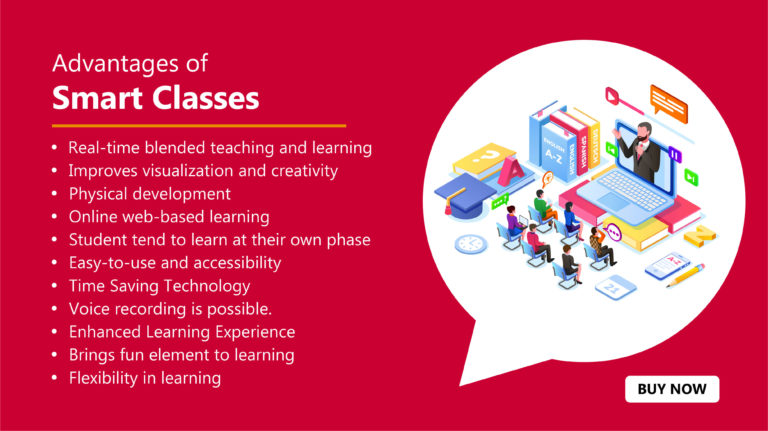 Advantages of
Smart Classes
• Real-time blended teaching and learning
• Improves visualization and creativity
• Physical development
• Online web-based learning
• Student tend to learn at their own phase
• Easy-to-use and accessibility
• Time Saving Technology
• Voice recording is possible.
• Enhanced Learning Experience
• Brings fun element to learning
• Flexibility in learning
ENGLISH
A-Z
ENGLISH
SPANISH
DEUTSCH
A
A-Z
21
BUY NOW